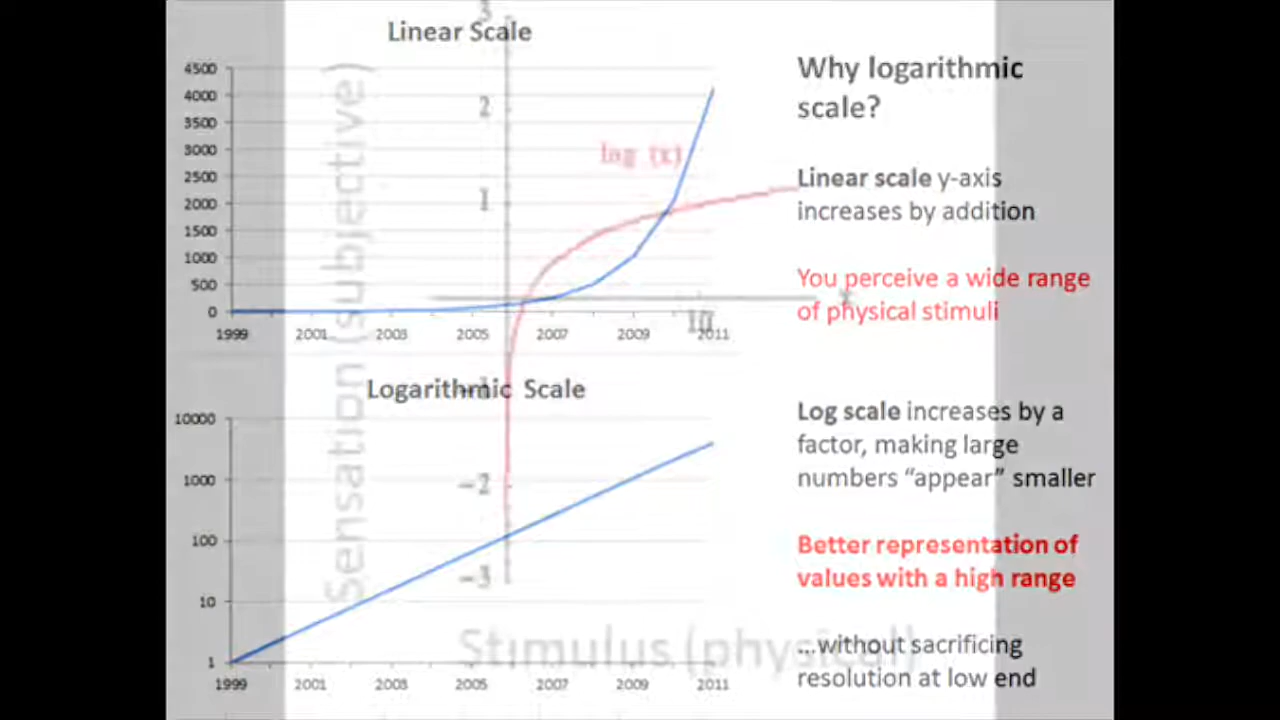 Linear Scale
4500
4000
3500
3000
2500
2000
1500
1000
500
0
1999 2001 2003 2005 2007 2009 2011
Logarithmic Scale
10000
1000
100
10
1
1999 2001 2003 2005 2007 2009 2011
Why logarithmic
scale?
Linear scale y-axis
increases by addition
You perceive a wide range
of physical stimuli
Log scale increases by a
factor, making large
numbers “appear” smaller
Better representation of
values with a high range
...without sacrificing
resolution at low end
Sensation (subjective)
3
2
1
-1
-2
-3
log (x)
x
10
Stimulus (physical)